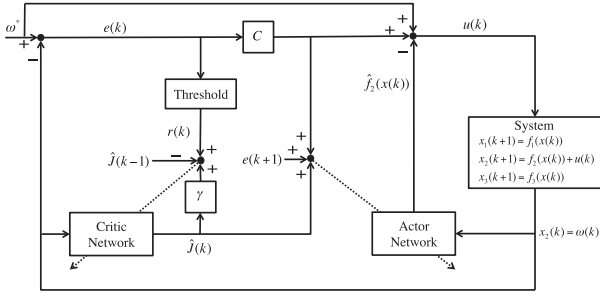 ω*
+
−
e(k)
C
+
+
−
u(k)
Threshold
f̂₂(x(k))
r(k)
System
x₁(k+1) = f₁(x(k))
x₂(k+1) = f₂(x(k)) + u(k)
x₃(k+1) = f₃(x(k))
Ĵ(k−1)
−
+
+
e(k+1)
+
+
+
γ
Critic
Network
Ĵ(k)
Actor
Network
x₂(k) = ω(k)